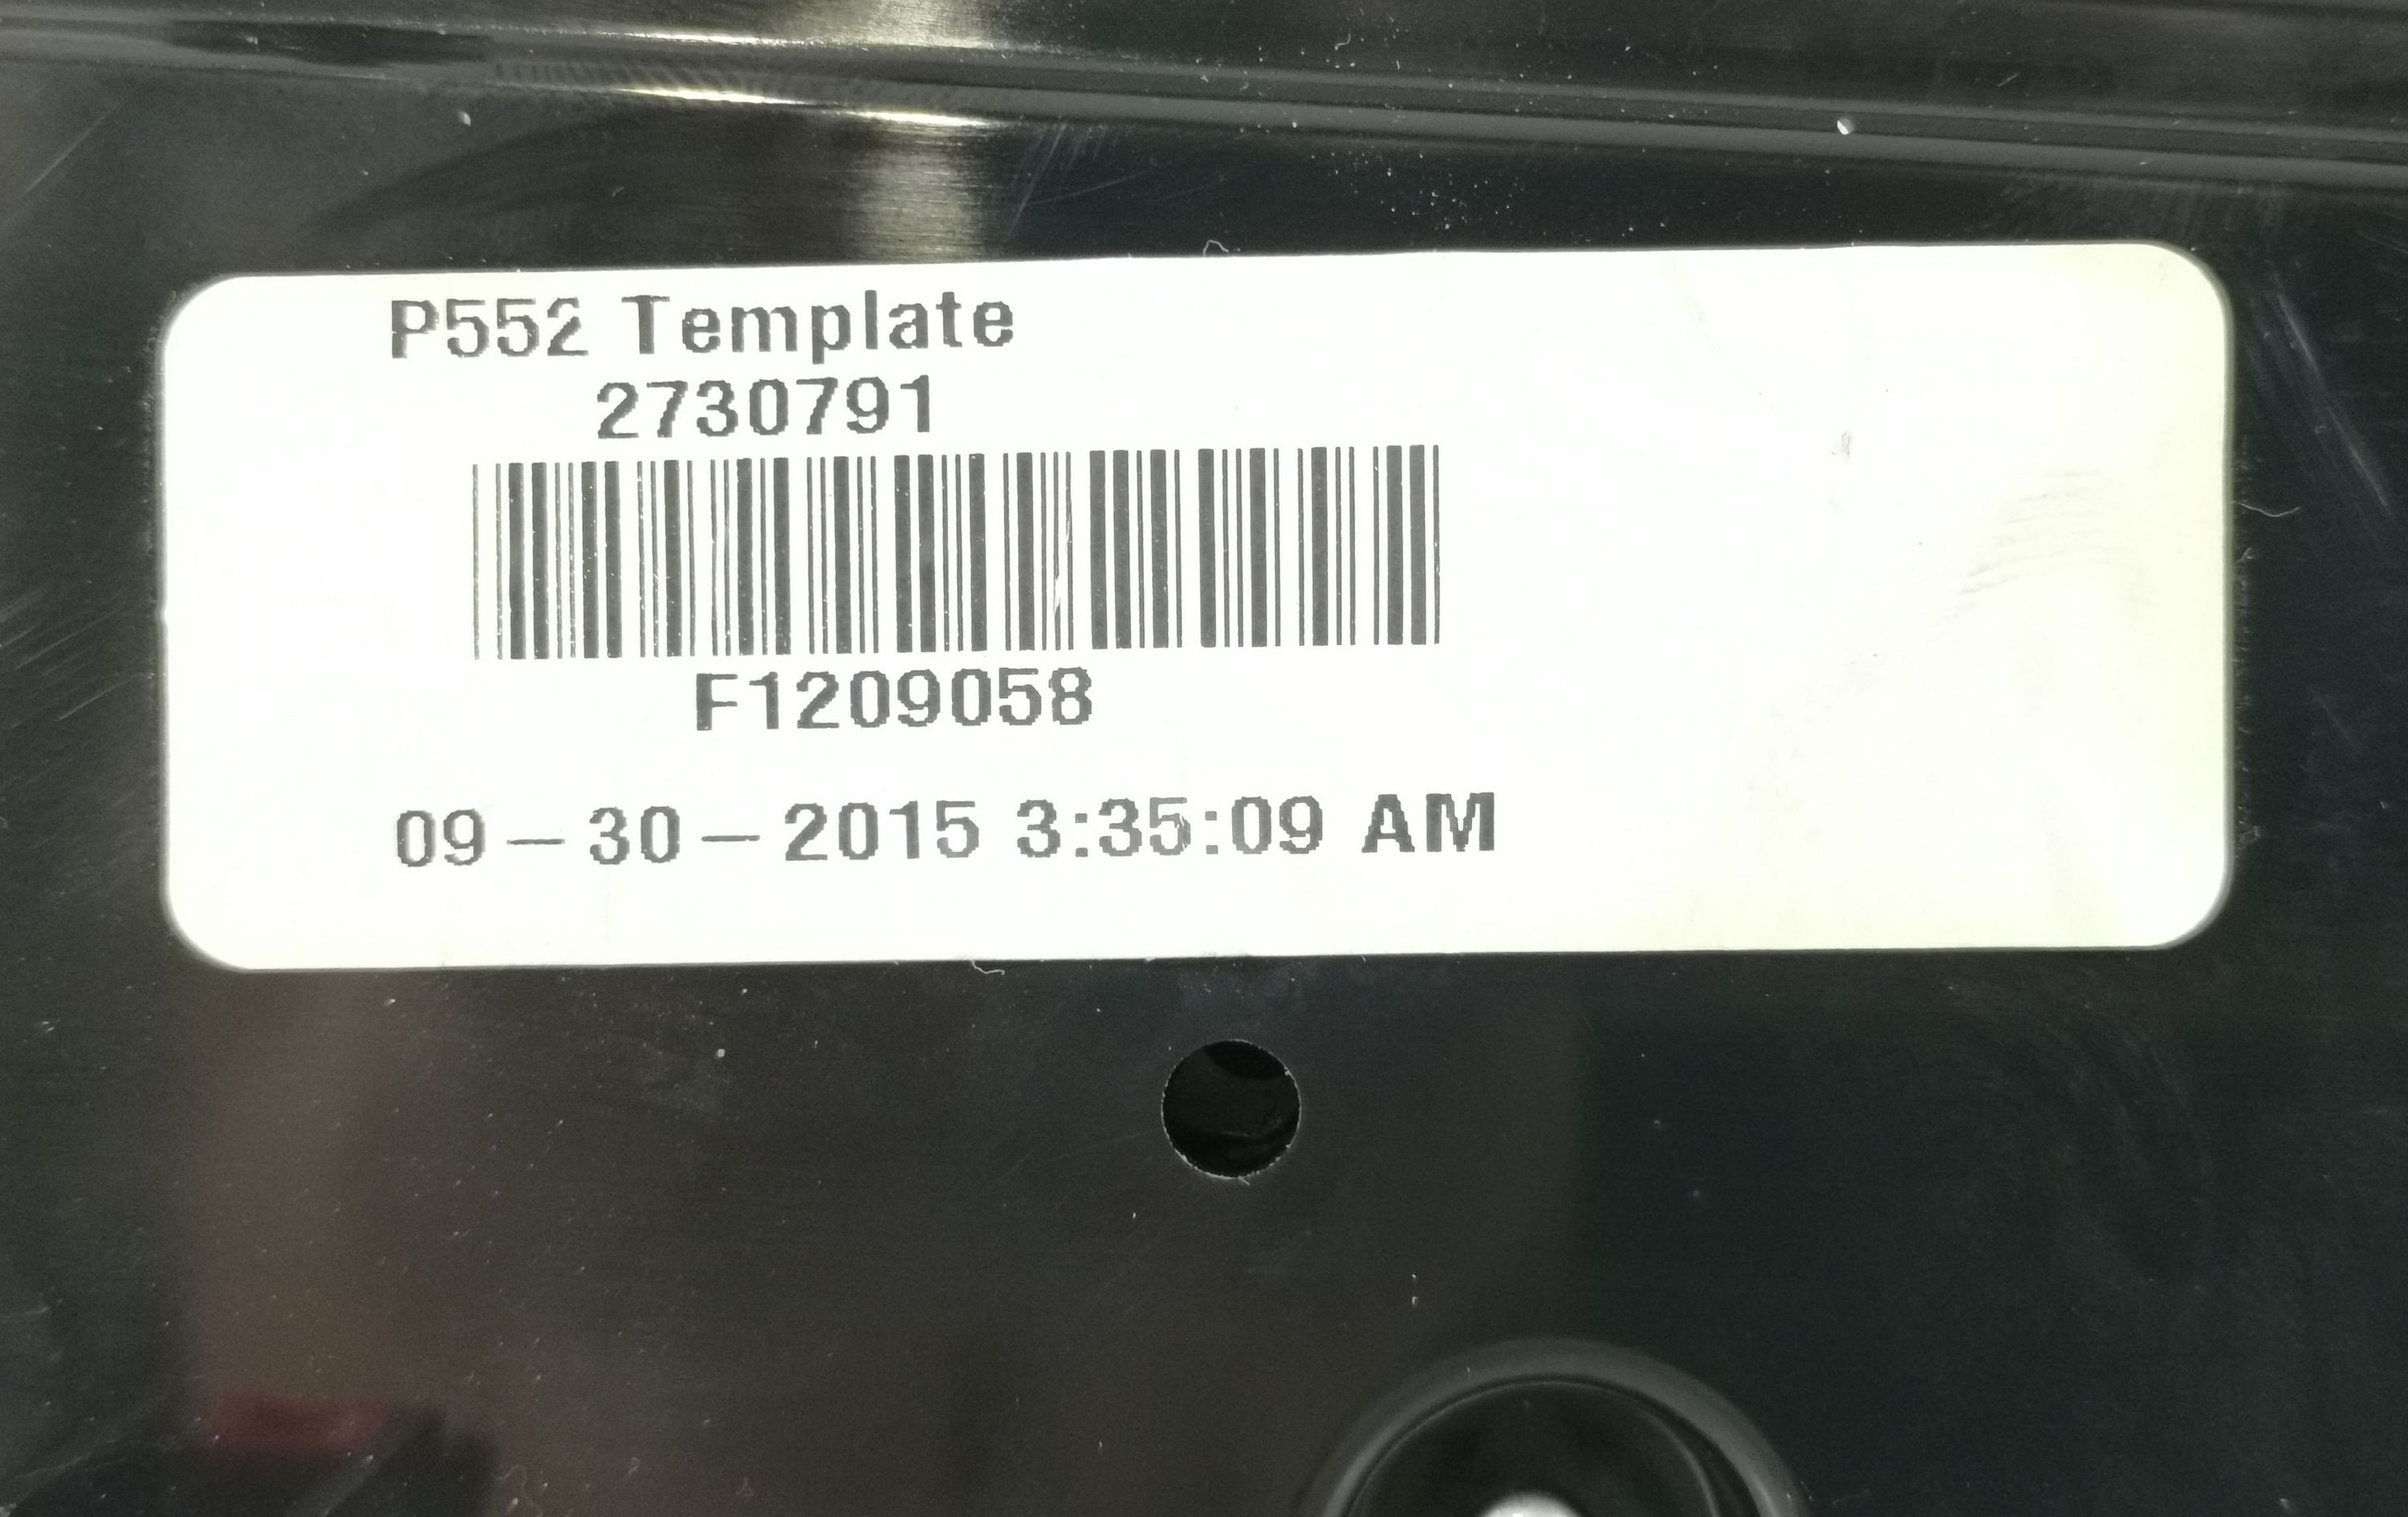 P552 Template
2730791
F1209058
09 – 30 – 2015 3:35:09 AM